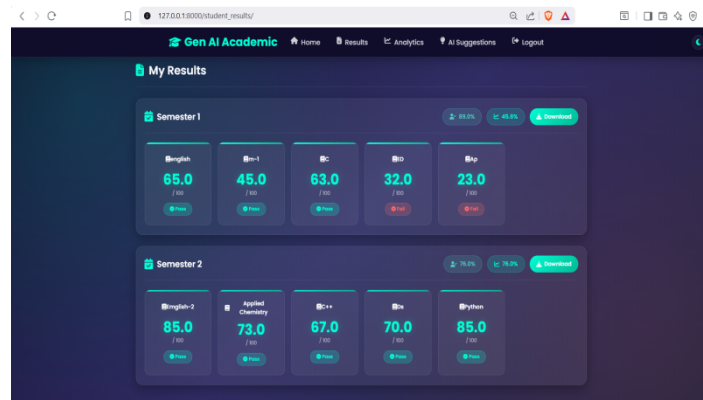 127.0.0.1:8000/student_results/
Gen AI Academic Home Results Analytics AI Suggestions Logout
My Results
Semester 1 89.0% 45.6% Download
english m-1 C ED Ap
65.0 45.0 63.0 32.0 23.0
/ 100 / 100 / 100 / 100 / 100
Pass Pass Pass Fail Fail
Semester 2 76.0% 76.0% Download
English-2 Applied Chemistry C++ Ds Python
85.0 73.0 67.0 70.0 85.0
/ 100 / 100 / 100 / 100 / 100
Pass Pass Pass Pass Pass